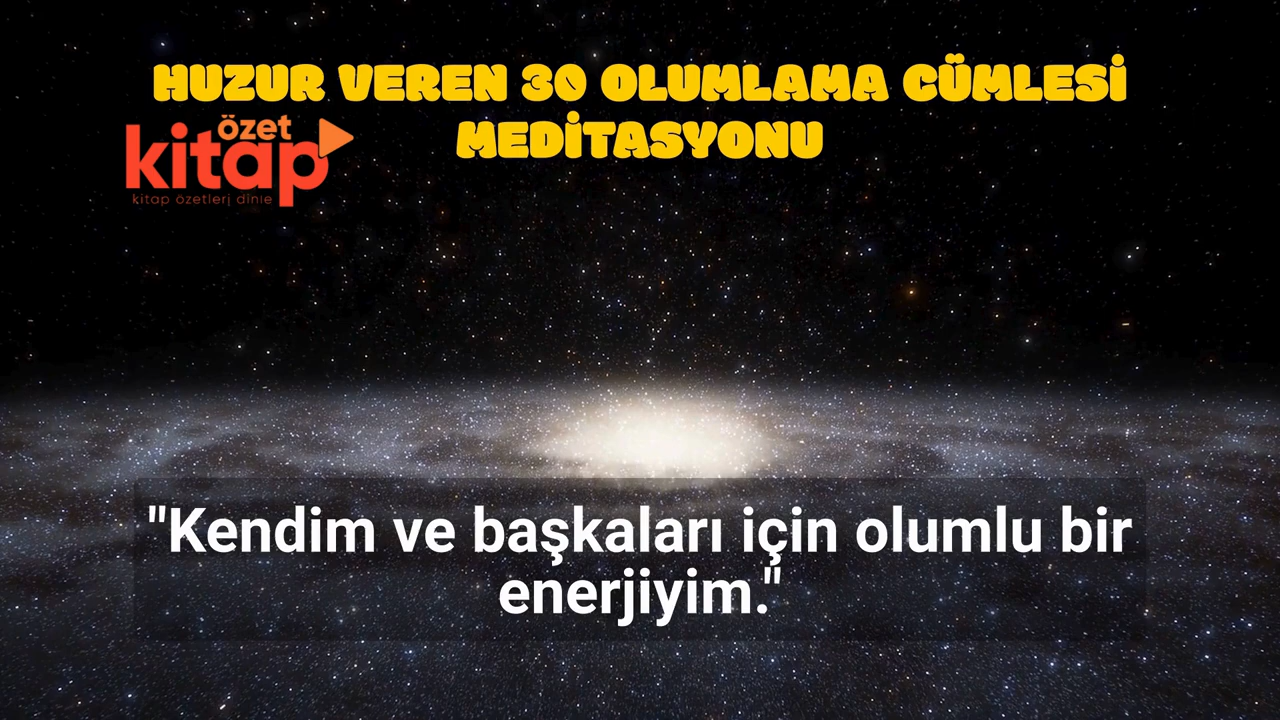 HUZUR VEREN 30 OLUMLAMA CÜMLESİ
MEDİTASYONU
özet
kitap
kitap özetleri dinle
"Kendim ve başkaları için olumlu bir
enerjiyim."